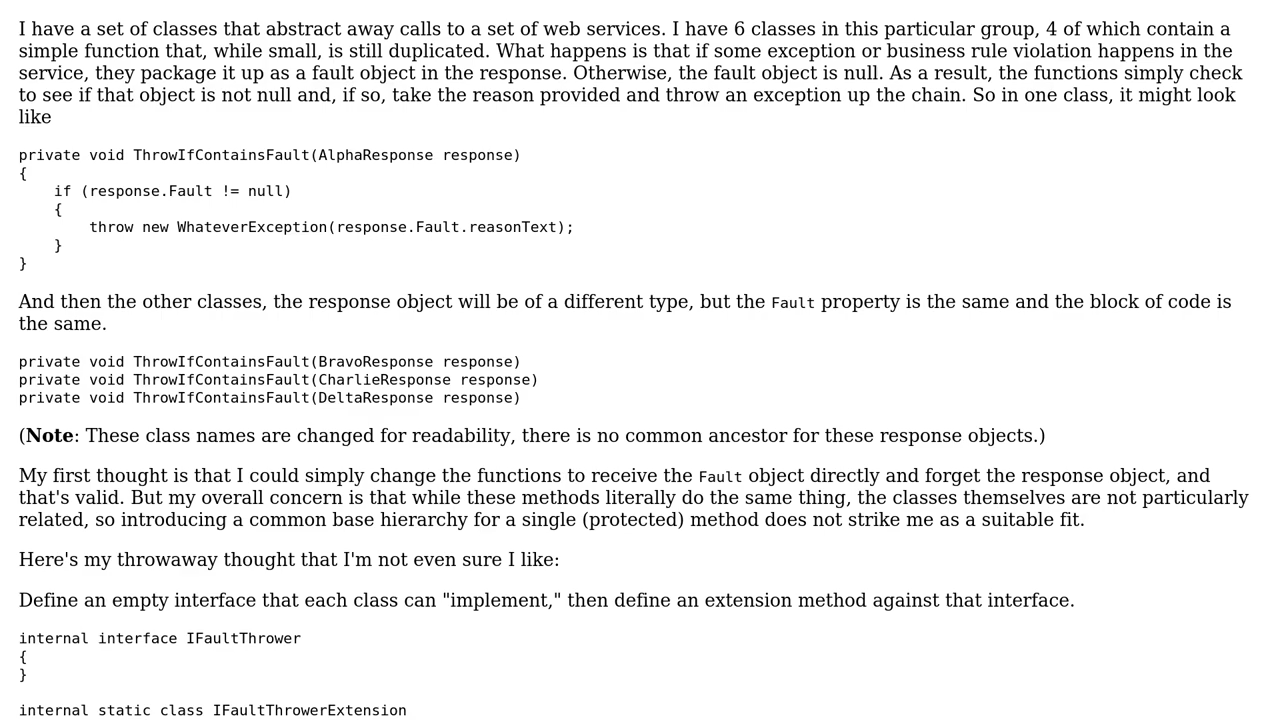 I have a set of classes that abstract away calls to a set of web services. I have 6 classes in this particular group, 4 of which contain a
simple function that, while small, is still duplicated. What happens is that if some exception or business rule violation happens in the
service, they package it up as a fault object in the response. Otherwise, the fault object is null. As a result, the functions simply check
to see if that object is not null and, if so, take the reason provided and throw an exception up the chain. So in one class, it might look
like
private void ThrowIfContainsFault(AlphaResponse response)
{
    if (response.Fault != null)
    {
        throw new WhateverException(response.Fault.reasonText);
    }
}
And then the other classes, the response object will be of a different type, but the Fault property is the same and the block of code is
the same.
private void ThrowIfContainsFault(BravoResponse response)
private void ThrowIfContainsFault(CharlieResponse response)
private void ThrowIfContainsFault(DeltaResponse response)
(Note: These class names are changed for readability, there is no common ancestor for these response objects.)
My first thought is that I could simply change the functions to receive the Fault object directly and forget the response object, and
that's valid. But my overall concern is that while these methods literally do the same thing, the classes themselves are not particularly
related, so introducing a common base hierarchy for a single (protected) method does not strike me as a suitable fit.
Here's my throwaway thought that I'm not even sure I like:
Define an empty interface that each class can "implement," then define an extension method against that interface.
internal interface IFaultThrower
{
}
internal static class IFaultThrowerExtension